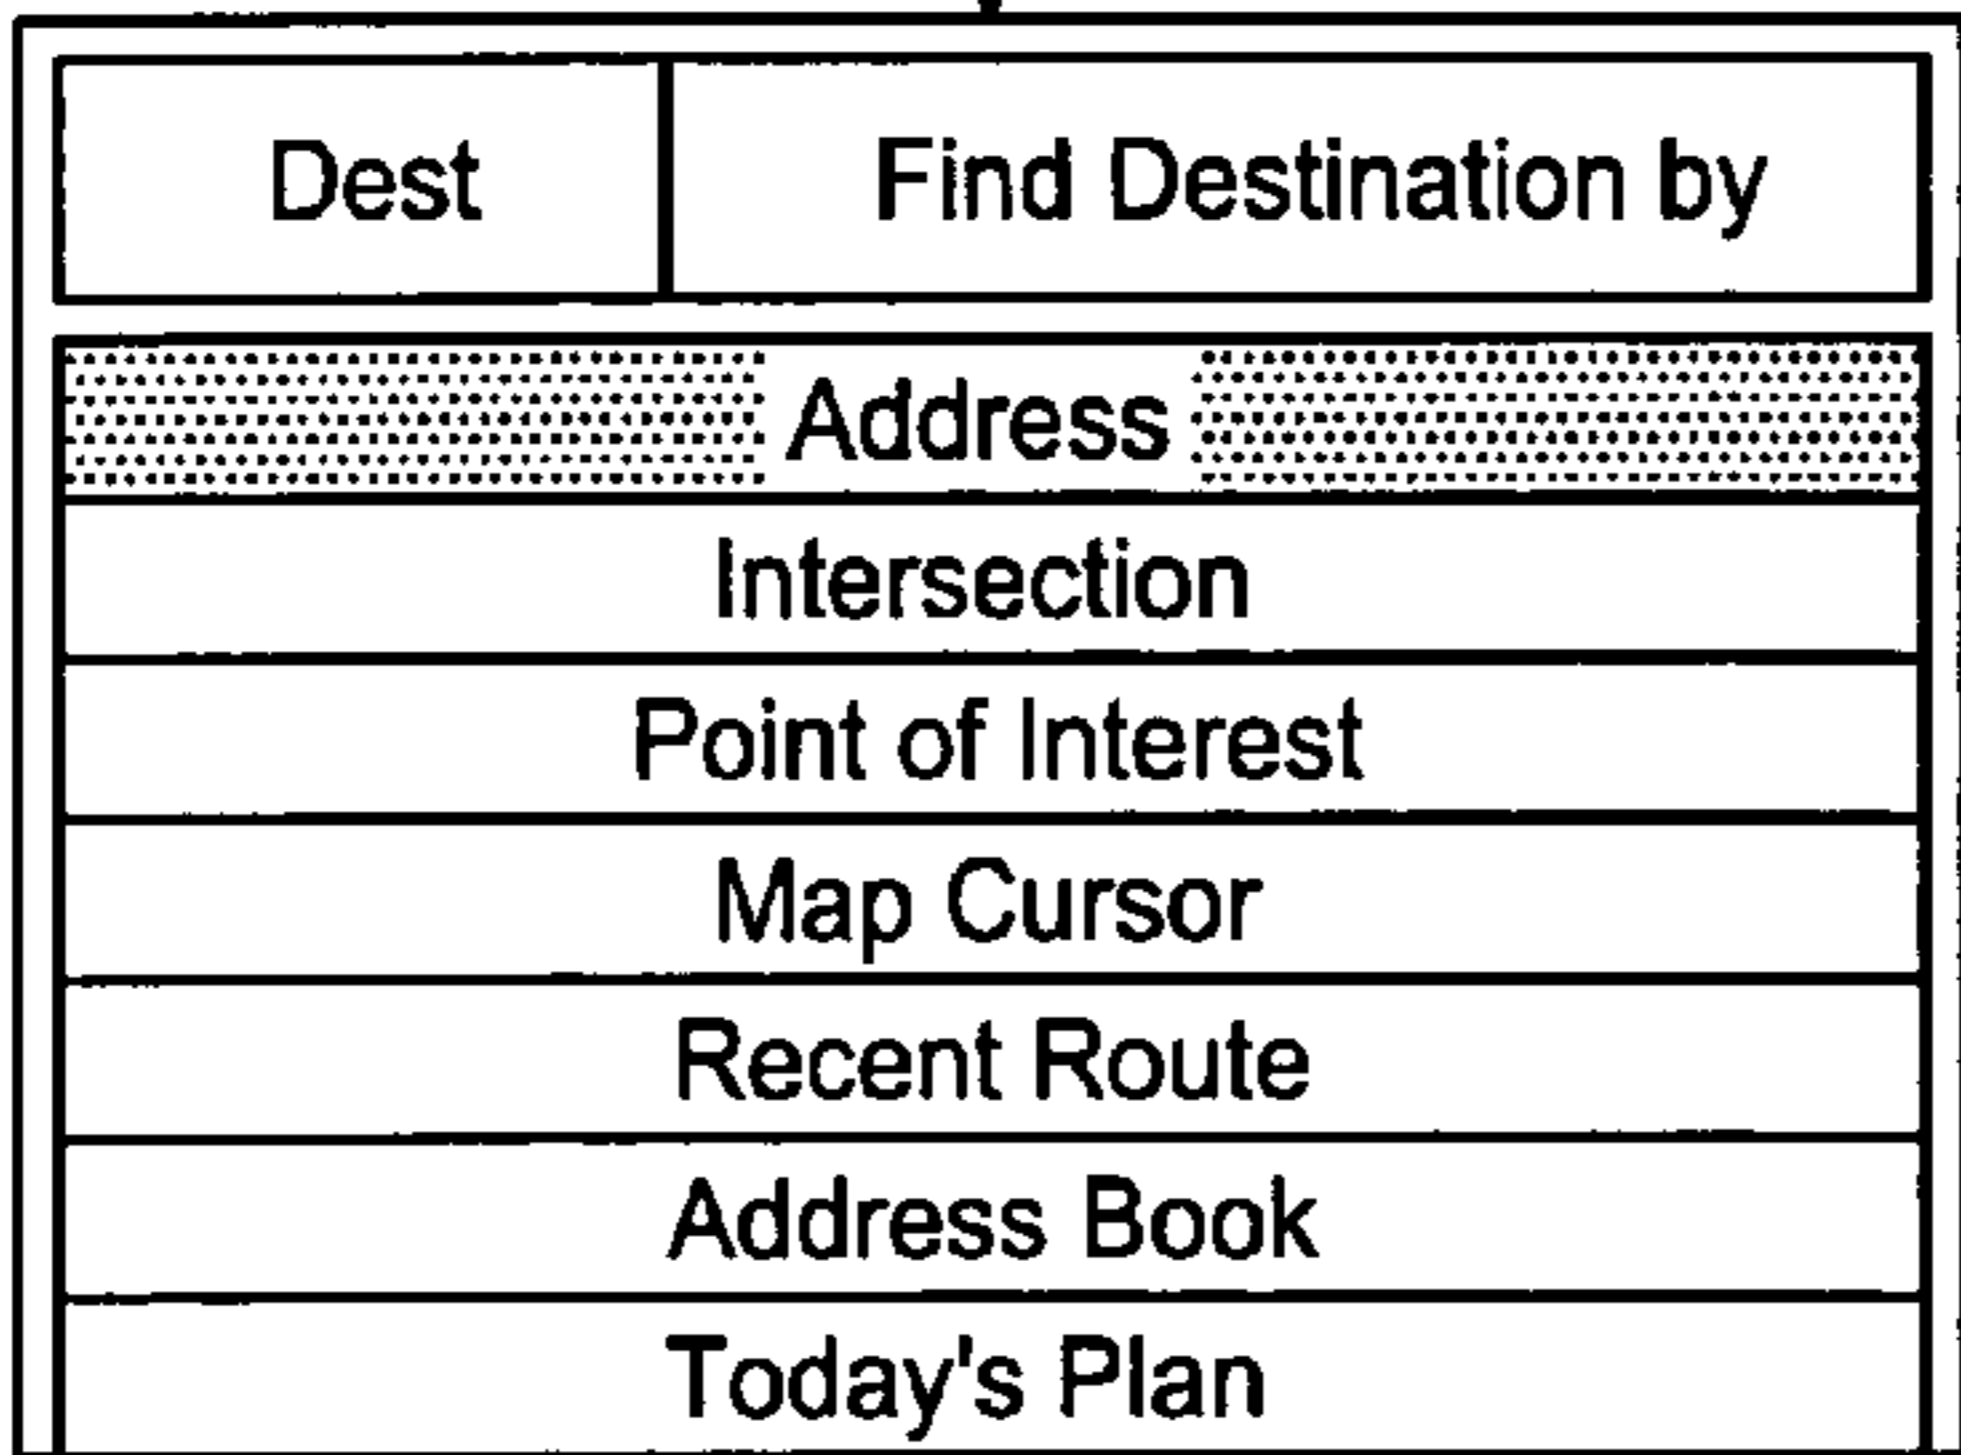 Dest Find Destination by
Address
Intersection
Point of Interest
Map Cursor
Recent Route
Address Book
Today's Plan